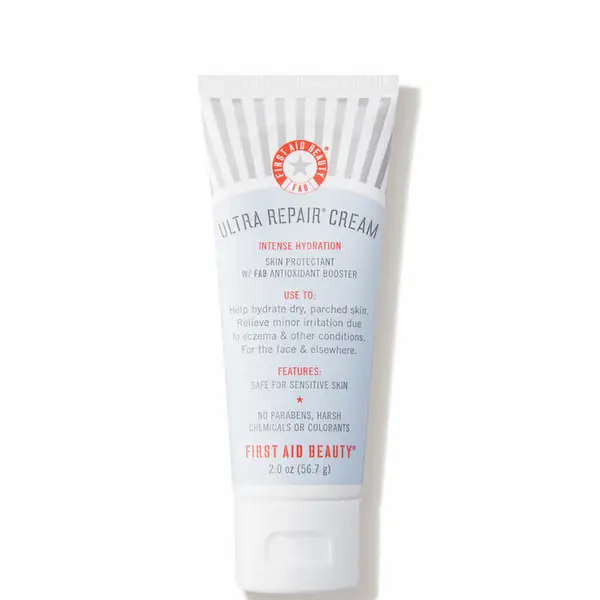 FIRST AID BEAUTY®
FAB
ULTRA REPAIR® CREAM
INTENSE HYDRATION
SKIN PROTECTANT
W/ FAB ANTIOXIDANT BOOSTER
USE TO:
Help hydrate dry, parched skin.
Relieve minor irritation due
to eczema & other conditions.
For the face & elsewhere.
FEATURES:
SAFE FOR SENSITIVE SKIN
NO PARABENS, HARSH
CHEMICALS OR COLORANTS
FIRST AID BEAUTY®
2.0 oz (56.7 g)